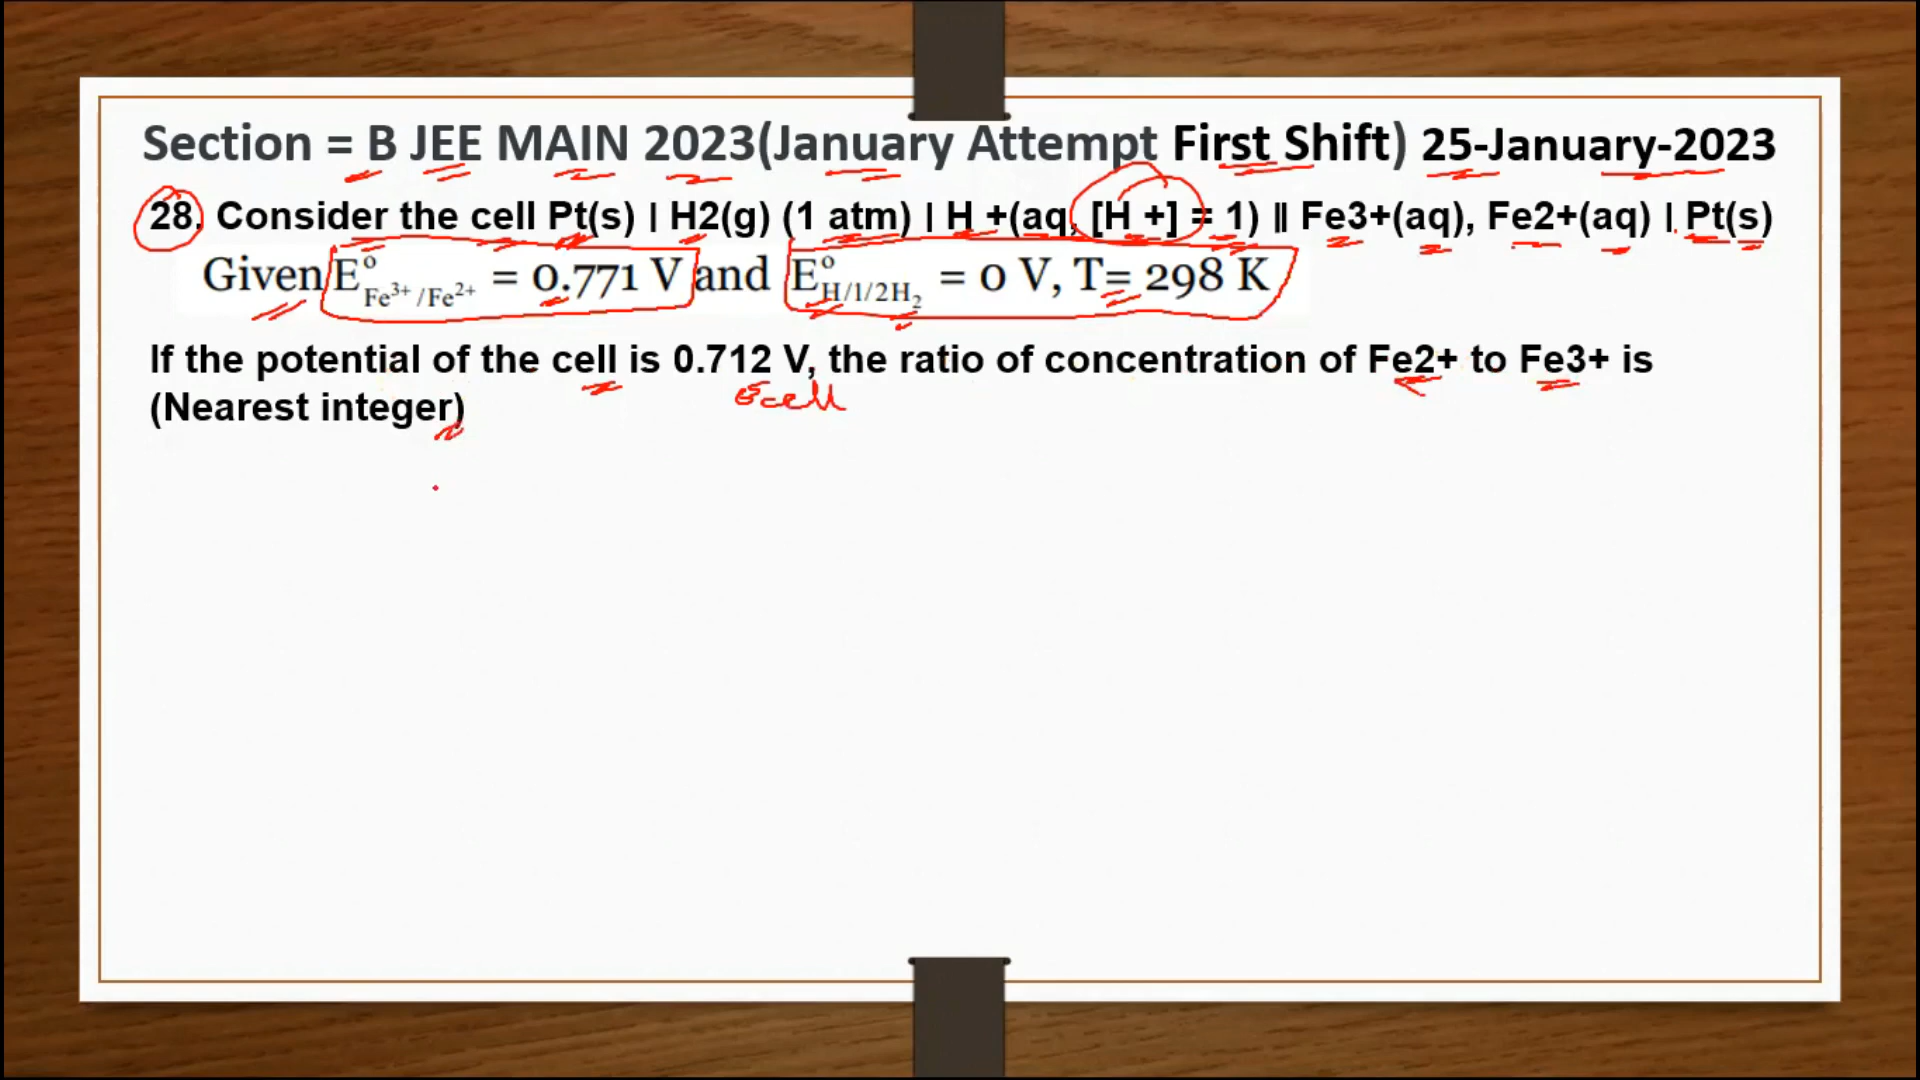 Section = B JEE MAIN 2023(January Attempt First Shift) 25-January-2023
28. Consider the cell Pt(s) | H2(g) (1 atm) | H +(aq, [H +] = 1) || Fe3+(aq), Fe2+(aq) | Pt(s)
Given E°Fe³⁺/Fe²⁺ = 0.771 V and E°H/1/2H₂ = 0 V, T= 298 K
If the potential of the cell is 0.712 V, the ratio of concentration of Fe2+ to Fe3+ is
Ecell
(Nearest integer)